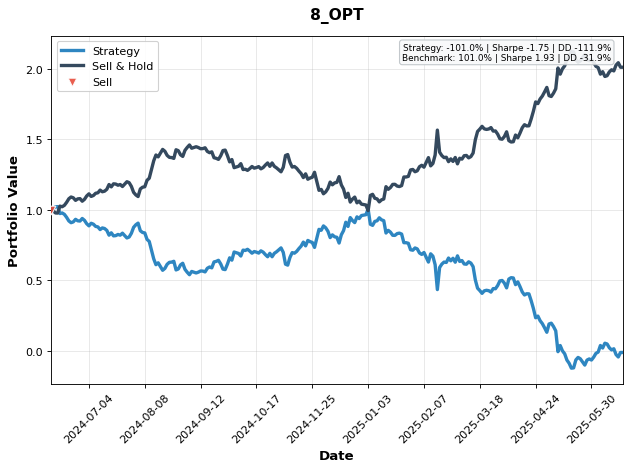 8_OPT
Strategy
Sell & Hold
Sell
Strategy: -101.0% | Sharpe -1.75 | DD -111.9%
Benchmark: 101.0% | Sharpe 1.93 | DD -31.9%
Portfolio Value
2.0
1.5
1.0
0.5
0.0
2024-07-04
2024-08-08
2024-09-12
2024-10-17
2024-11-25
2025-01-03
2025-02-07
2025-03-18
2025-04-24
2025-05-30
Date